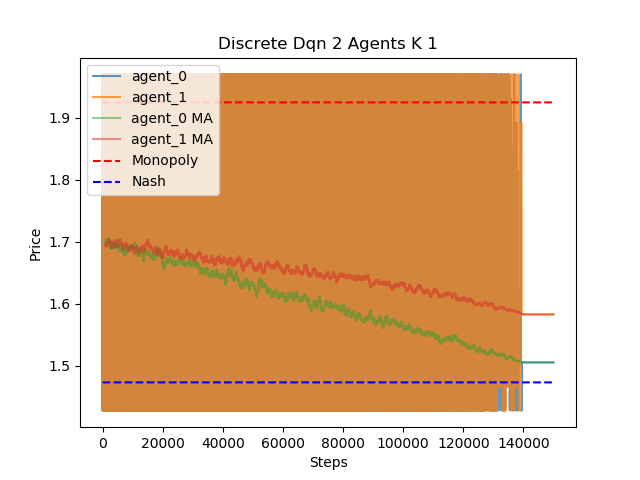 Discrete Dqn 2 Agents K 1
agent_0
agent_1
agent_0 MA
agent_1 MA
Monopoly
Nash
1.9
1.8
1.7
1.6
1.5
Price
0 20000 40000 60000 80000 100000 120000 140000
Steps